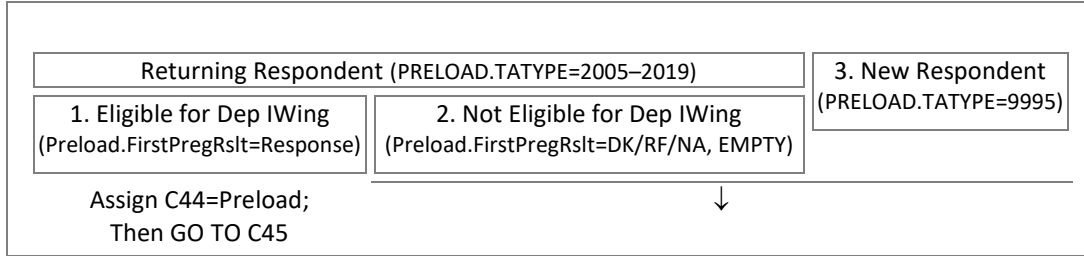 Returning Respondent (PRELOAD.TATYPE=2005–2019)
3. New Respondent
(PRELOAD.TATYPE=9995)
1. Eligible for Dep IWing
(Preload.FirstPregRslt=Response)
2. Not Eligible for Dep IWing
(Preload.FirstPregRslt=DK/RF/NA, EMPTY)
Assign C44=Preload;
Then GO TO C45
↓